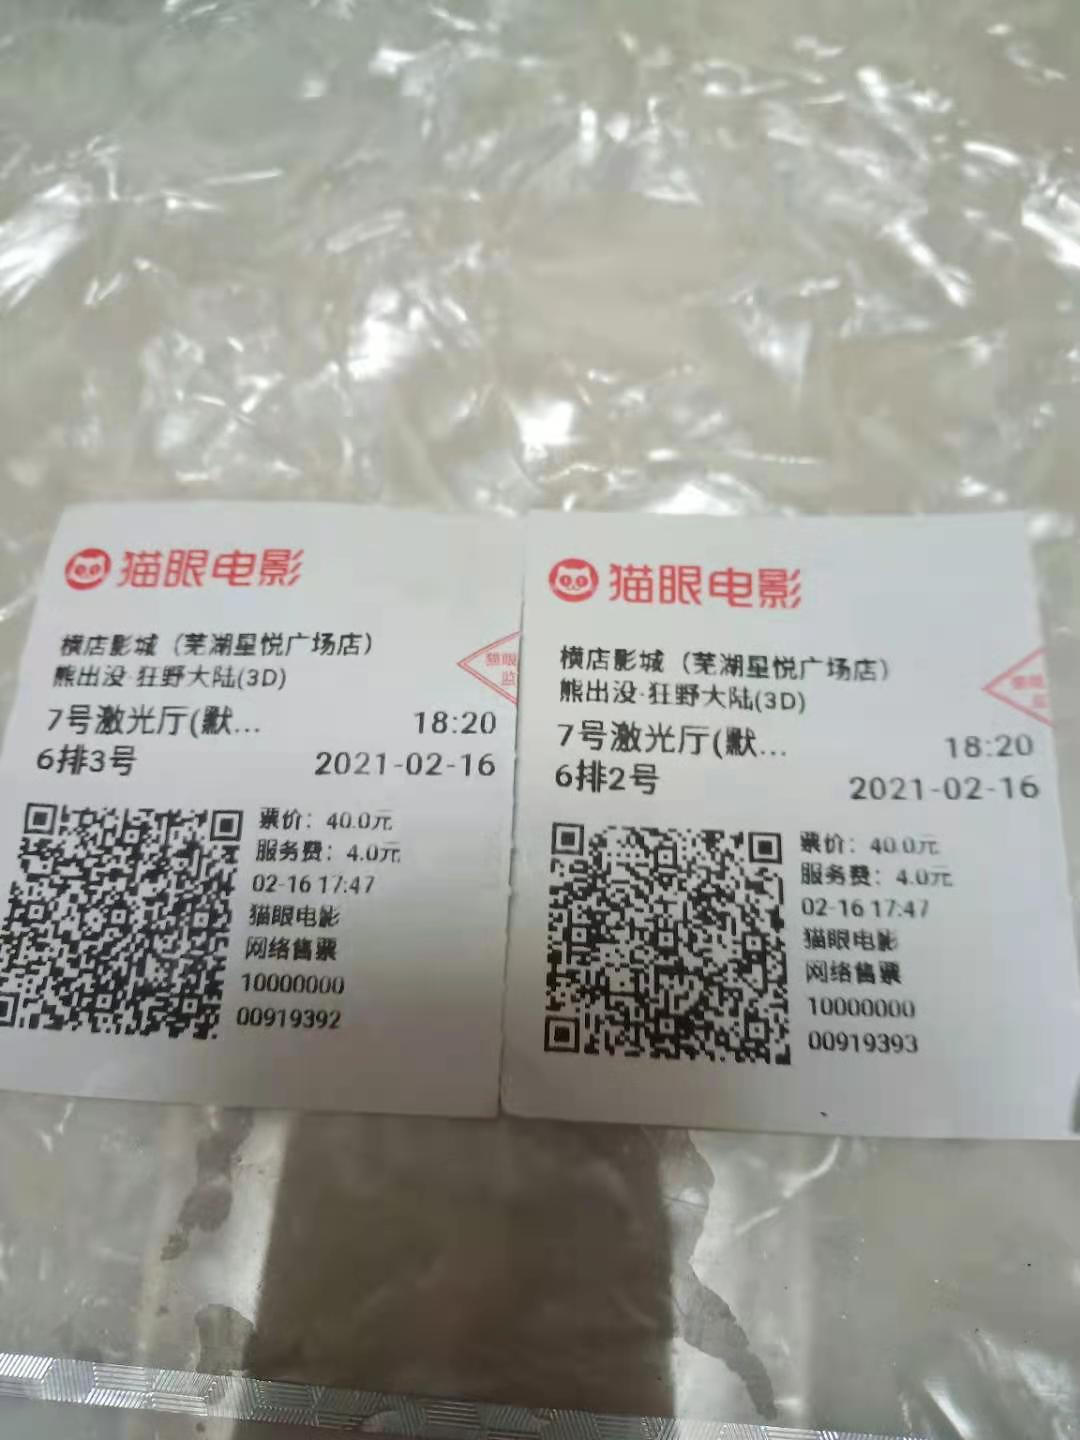 猫眼电影
横店影城（芜湖星悦广场店）
熊出没·狂野大陆(3D)
7号激光厅(默... 18:20
6排3号 2021-02-16
票价：40.0元
服务费：4.0元
02-16 17:47
猫眼电影
网络售票
10000000
00919392
猫眼
监
猫眼电影
横店影城（芜湖星悦广场店）
熊出没·狂野大陆(3D)
7号激光厅(默... 18:20
6排2号 2021-02-16
票价：40.0元
服务费：4.0元
02-16 17:47
猫眼电影
网络售票
10000000
00919393